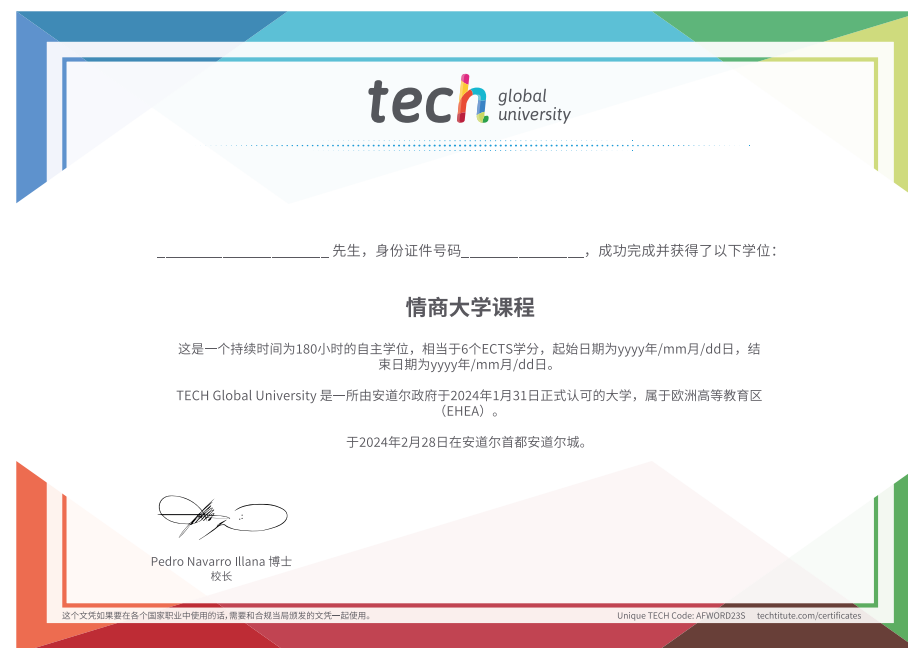 tech global
university
_____________________ 先生，身份证件号码_______________，成功完成并获得了以下学位：
情商大学课程
这是一个持续时间为180小时的自主学位，相当于6个ECTS学分，起始日期为yyyy年/mm月/dd日，结
束日期为yyyy年/mm月/dd日。
TECH Global University 是一所由安道尔政府于2024年1月31日正式认可的大学，属于欧洲高等教育区
（EHEA）。
于2024年2月28日在安道尔首都安道尔城。
Pedro Navarro Illana 博士
校长
这个文凭如果要在各个国家职业中使用的话，需要和合规当局颁发的文凭一起使用。
Unique TECH Code: AFWORD23S techtitute.com/certificates